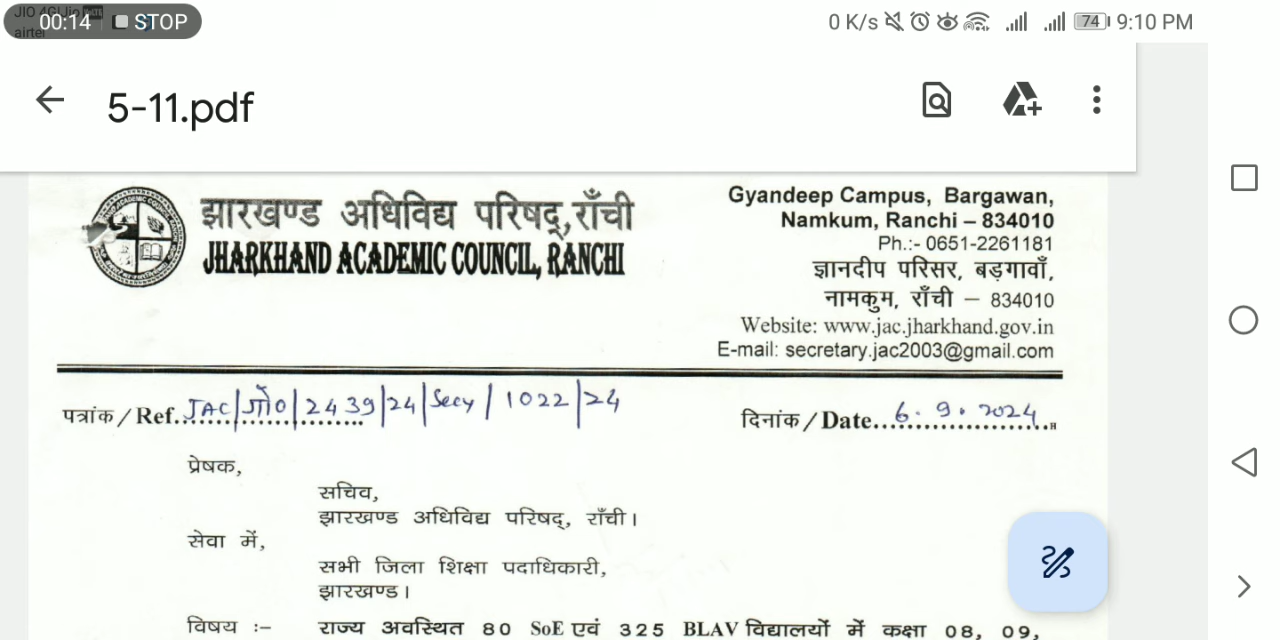 JIO 4G Jio
airtel
00:14 STOP
0 K/s 74 9:10 PM
5-11.pdf
झारखण्ड अधिविद्य परिषद्,राँची
JHARKHAND ACADEMIC COUNCIL, RANCHI
Gyandeep Campus, Bargawan,
Namkum, Ranchi – 834010
Ph.:- 0651-2261181
ज्ञानदीप परिसर, बड़गावाँ,
नामकुम, राँची – 834010
Website: www.jac.jharkhand.gov.in
E-mail: secretary.jac2003@gmail.com
पत्रांक / Ref. JAC/गो0/2439/24/Secy/1022/24
दिनांक / Date...6.9.2024
प्रेषक,
सचिव,
झारखण्ड अधिविद्य परिषद्, राँची।
सेवा में,
सभी जिला शिक्षा पदाधिकारी,
झारखण्ड।
विषय :– राज्य अवस्थित 80 SoE एवं 325 BLAV विद्यालयों में कक्षा 08, 09,